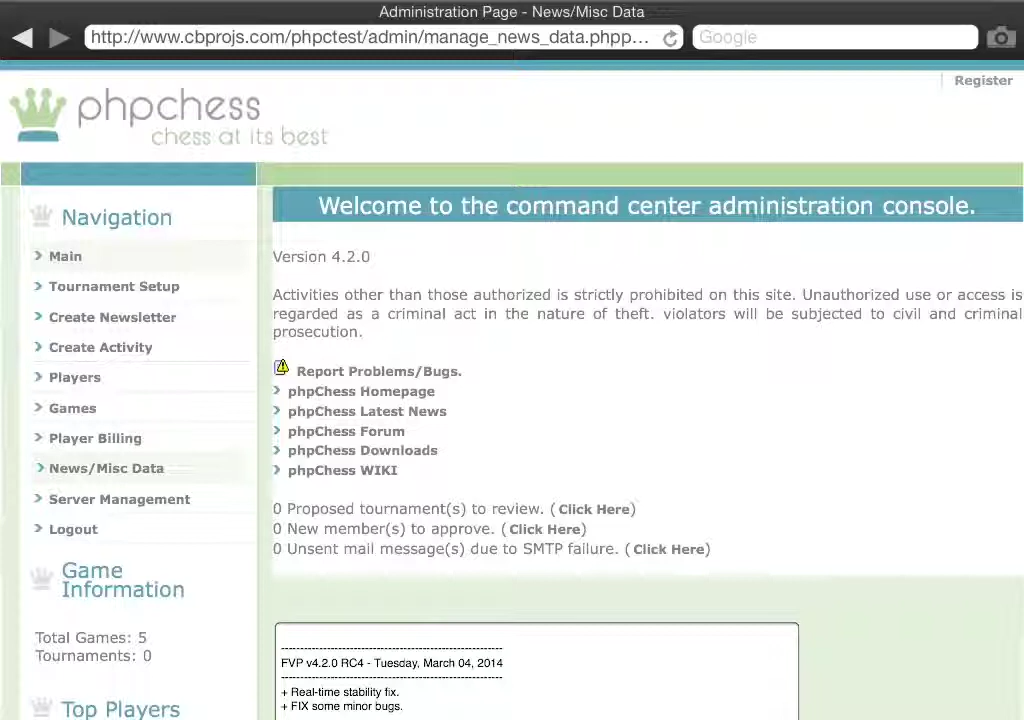 Administration Page - News/Misc Data
http://www.cbprojs.com/phpctest/admin/manage_news_data.phpp...
Google
Register
phpchess
chess at its best
Navigation
Main
Tournament Setup
Create Newsletter
Create Activity
Players
Games
Player Billing
News/Misc Data
Server Management
Logout
Game
Information
Total Games: 5
Tournaments: 0
Top Players
Welcome to the command center administration console.
Version 4.2.0
Activities other than those authorized is strictly prohibited on this site. Unauthorized use or access is
regarded as a criminal act in the nature of theft. violators will be subjected to civil and criminal
prosecution.
Report Problems/Bugs.
phpChess Homepage
phpChess Latest News
phpChess Forum
phpChess Downloads
phpChess WIKI
0 Proposed tournament(s) to review. (Click Here)
0 New member(s) to approve. (Click Here)
0 Unsent mail message(s) due to SMTP failure. (Click Here)
------------------------------------------------------------
FVP v4.2.0 RC4 - Tuesday, March 04, 2014
------------------------------------------------------------
+ Real-time stability fix.
+ FIX some minor bugs.